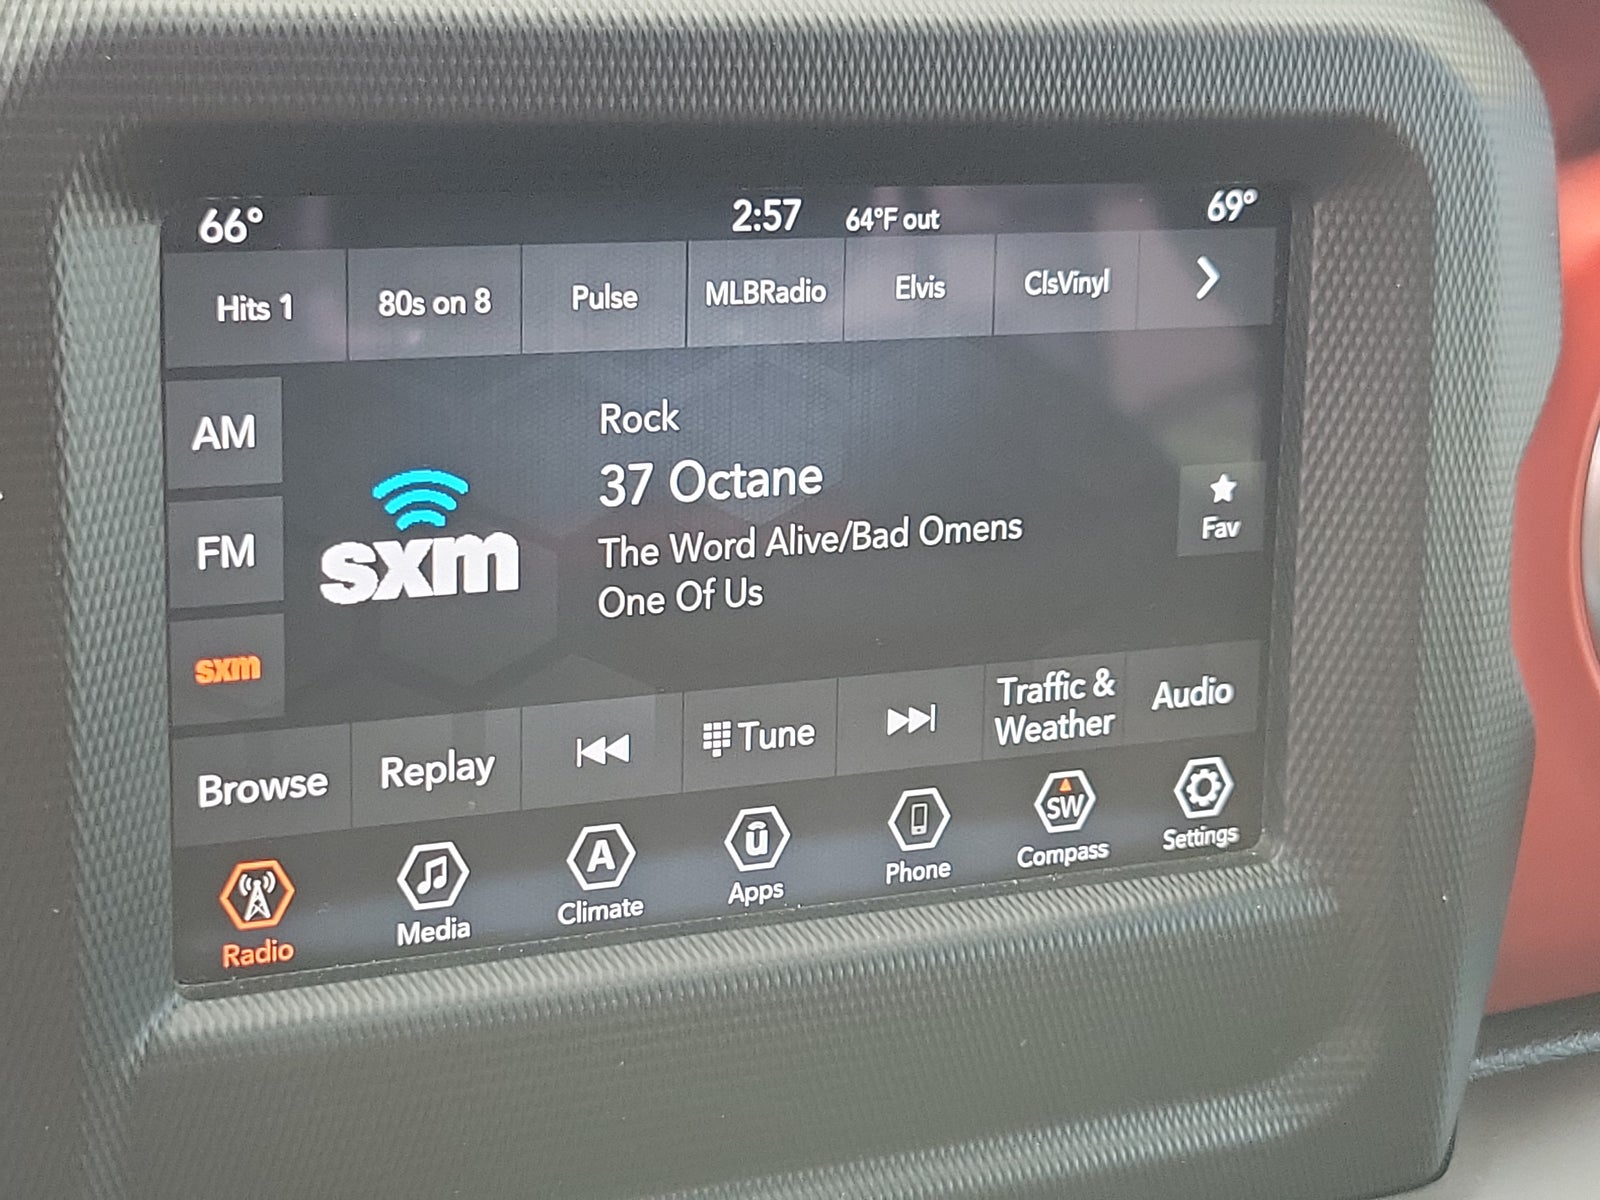 66° 2:57 64°F out 69°
Hits 1 80s on 8 Pulse MLBRadio Elvis ClsVinyl
AM
FM
sxm
sxm
Rock
37 Octane
The Word Alive/Bad Omens
One Of Us
Fav
Browse Replay Tune Traffic & Weather Audio
A
ū
SW
Radio Media Climate Apps Phone Compass Settings